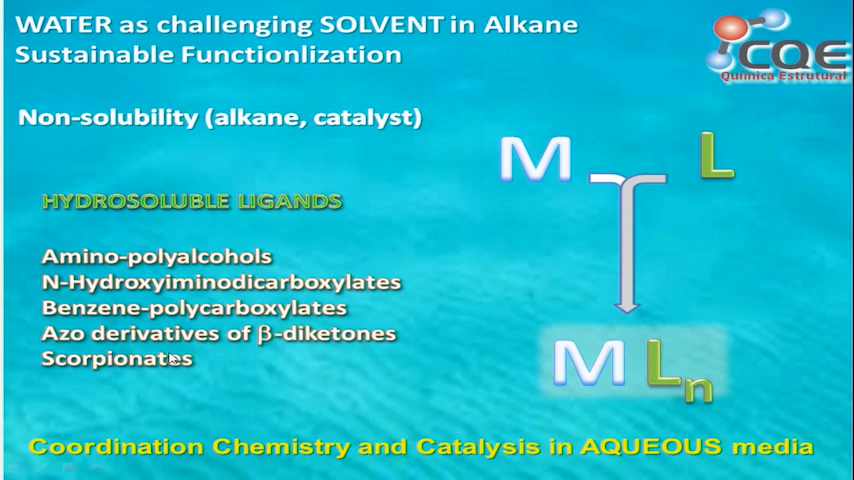 WATER as challenging SOLVENT in Alkane
Sustainable Functionlization
CQE
Química Estrutural
Non-solubility (alkane, catalyst)
M L
HYDROSOLUBLE LIGANDS
Amino-polyalcohols
N-Hydroxyiminodicarboxylates
Benzene-polycarboxylates
Azo derivatives of β-diketones
Scorpionates
M Ln
Coordination Chemistry and Catalysis in AQUEOUS media